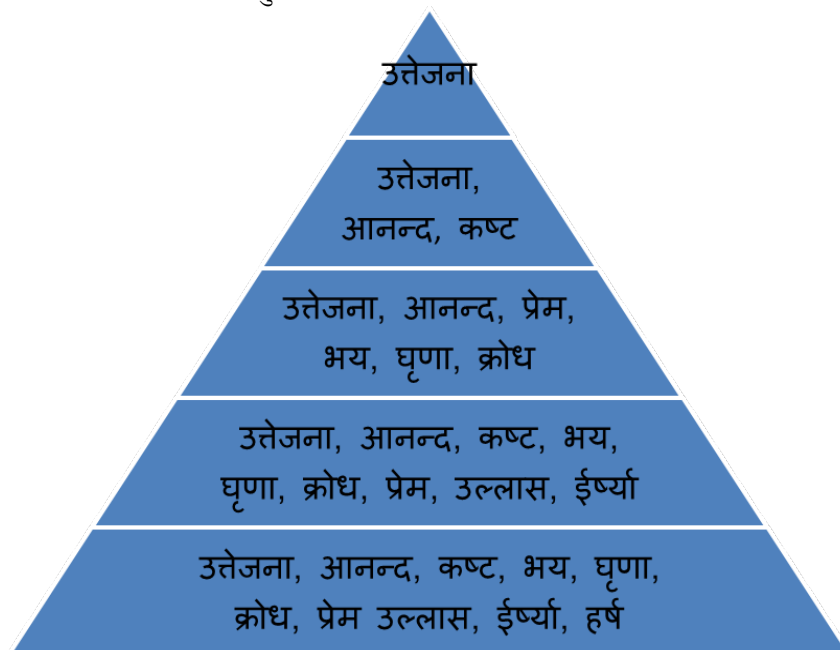 उत्तेजना
उत्तेजना,
आनन्द, कष्ट
उत्तेजना, आनन्द, प्रेम,
भय, घृणा, क्रोध
उत्तेजना, आनन्द, कष्ट, भय,
घृणा, क्रोध, प्रेम, उल्लास, ईर्ष्या
उत्तेजना, आनन्द, कष्ट, भय, घृणा,
क्रोध, प्रेम उल्लास, ईर्ष्या, हर्ष